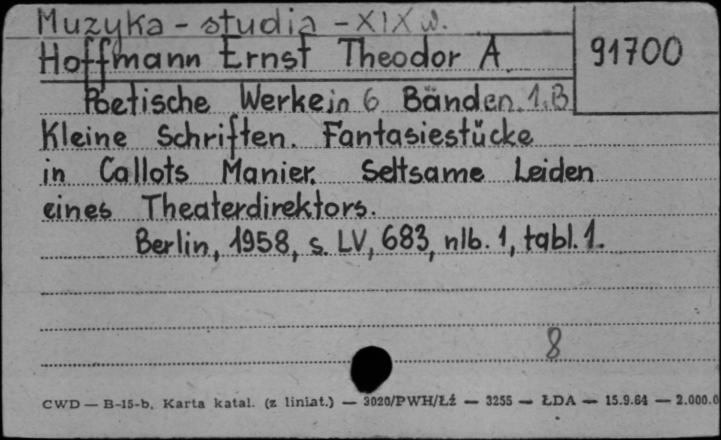 Muzyka - studia - XIX w.
Hoffmann Ernst Theodor A.
91700
Poetische Werke in 6 Bänden. 1. B
Kleine Schriften. Fantasiestücke
in Callots Manier. Seltsame Leiden
eines Theaterdirektors.
Berlin, 1958, s. LV, 683, nlb. 1, tabl. 1.
8
CWD — B-15-b. Karta katal. (z liniat.) — 3020/PWH/Łź — 3255 — ŁDA — 15.9.64 — 2.000.0